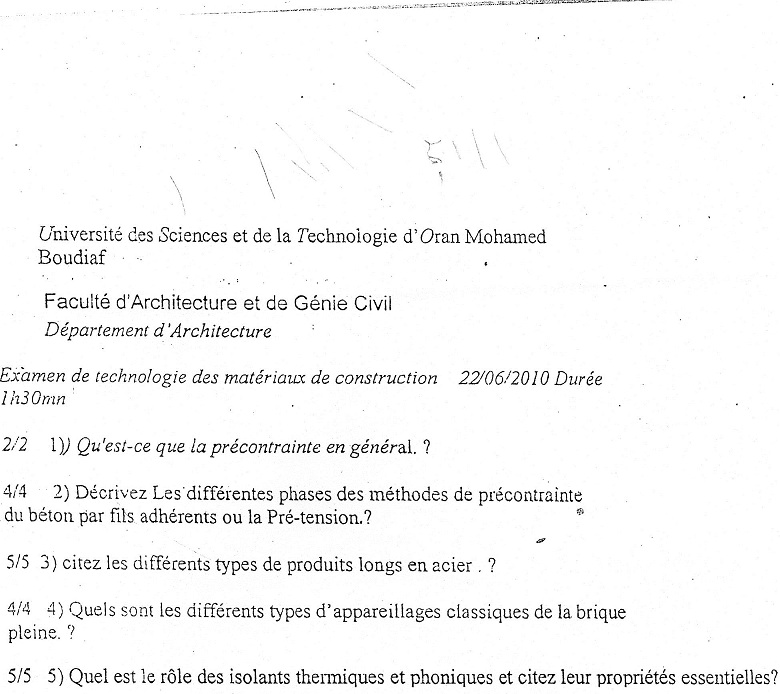 Université des Sciences et de la Technologie d'Oran Mohamed
Boudiaf
Faculté d'Architecture et de Génie Civil
Département d'Architecture
Examen de technologie des matériaux de construction 22/06/2010 Durée
1h30mn
2/2 1)) Qu'est-ce que la précontrainte en général. ?
4/4 2) Décrivez Les différentes phases des méthodes de précontrainte
du béton par fils adhérents ou la Pré-tension.?
5/5 3) citez les différents types de produits longs en acier . ?
4/4 4) Quels sont les différents types d'appareillages classiques de la brique
pleine. ?
5/5 5) Quel est le rôle des isolants thermiques et phoniques et citez leur propriétés essentielles?